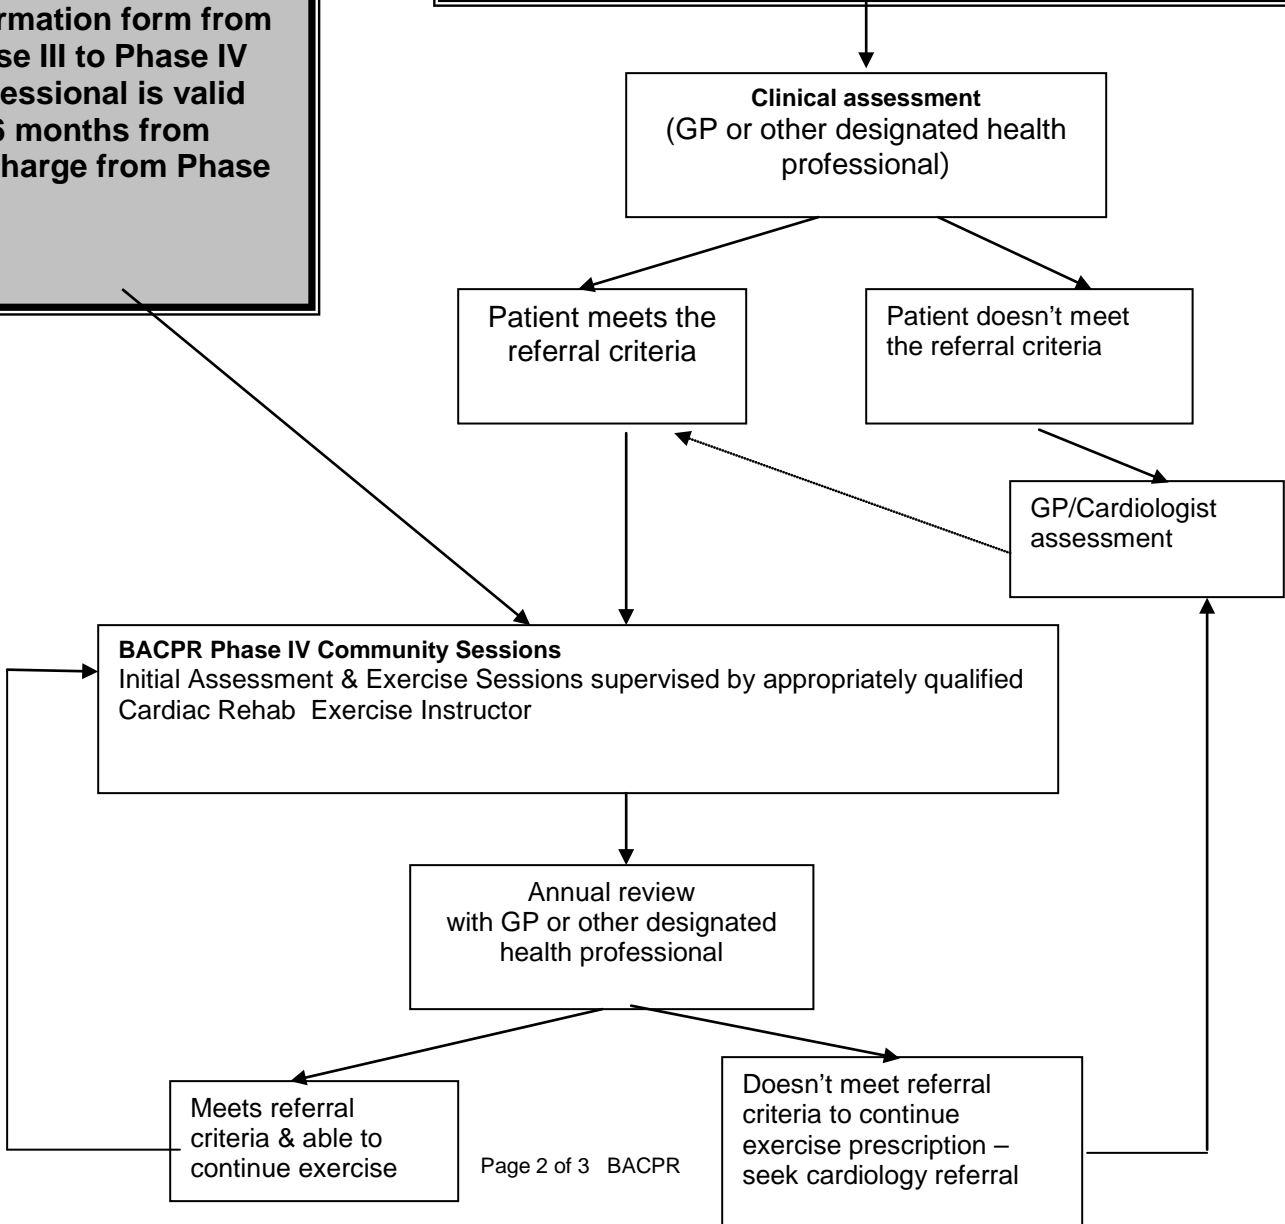 rmation form from
se III to Phase IV
essional is valid
6 months from
harge from Phase
Clinical assessment
(GP or other designated health
professional)
Patient meets the
referral criteria
Patient doesn’t meet
the referral criteria
GP/Cardiologist
assessment
BACPR Phase IV Community Sessions
Initial Assessment & Exercise Sessions supervised by appropriately qualified
Cardiac Rehab  Exercise Instructor
Annual review
with GP or other designated
health professional
Meets referral
criteria & able to
continue exercise
Doesn’t meet referral
criteria to continue
exercise prescription –
seek cardiology referral
Page 2 of 3   BACPR